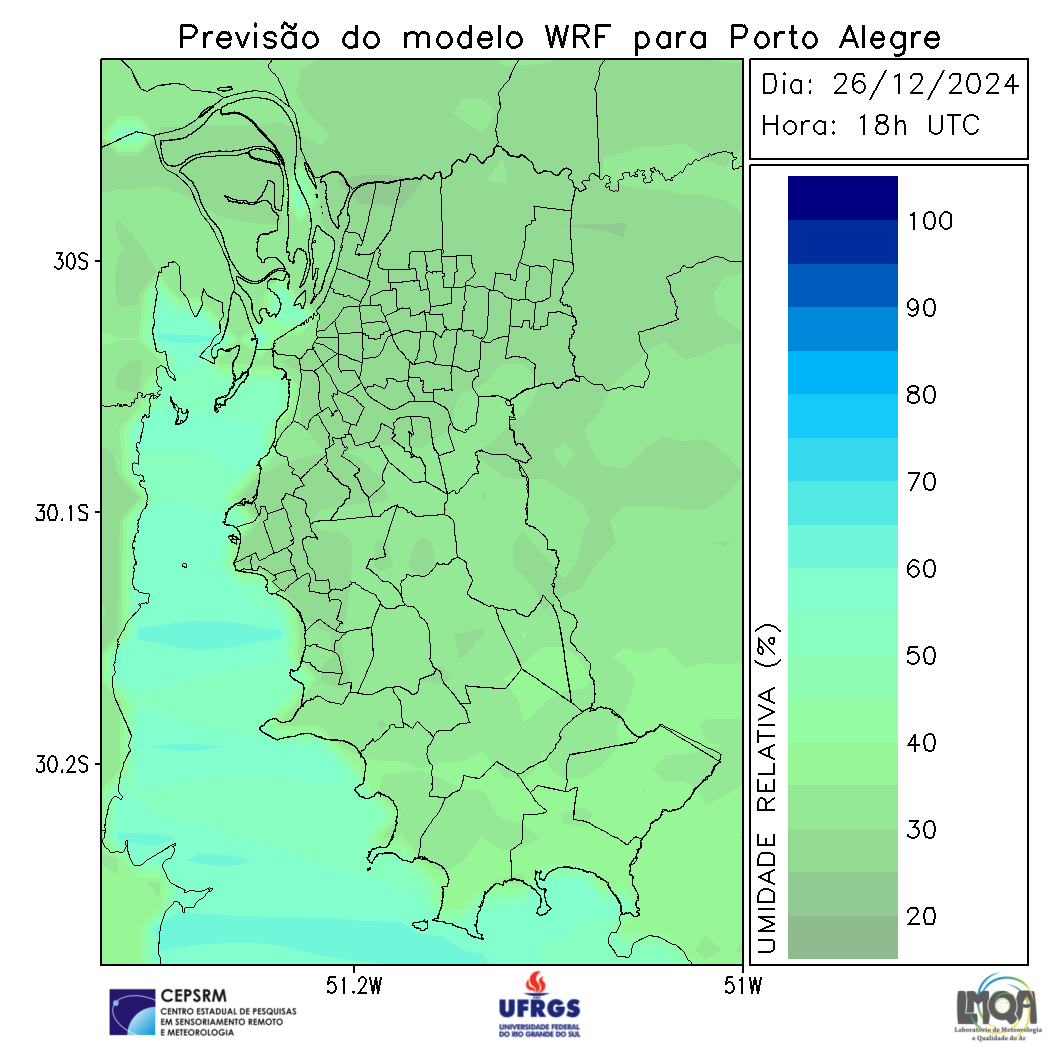 Previsão do modelo WRF para Porto Alegre
Dia: 26/12/2024
Hora: 18h UTC
30S
30.1S
30.2S
51.2W
51W
100
90
80
70
60
50
40
30
20
UMIDADE RELATIVA (%)
CEPSRM
CENTRO ESTADUAL DE PESQUISAS
EM SENSORIAMENTO REMOTO
E METEOROLOGIA
UFRGS
UNIVERSIDADE FEDERAL
DO RIO GRANDE DO SUL
LMQA
Laboratório de Meteorologia
e Qualidade do Ar